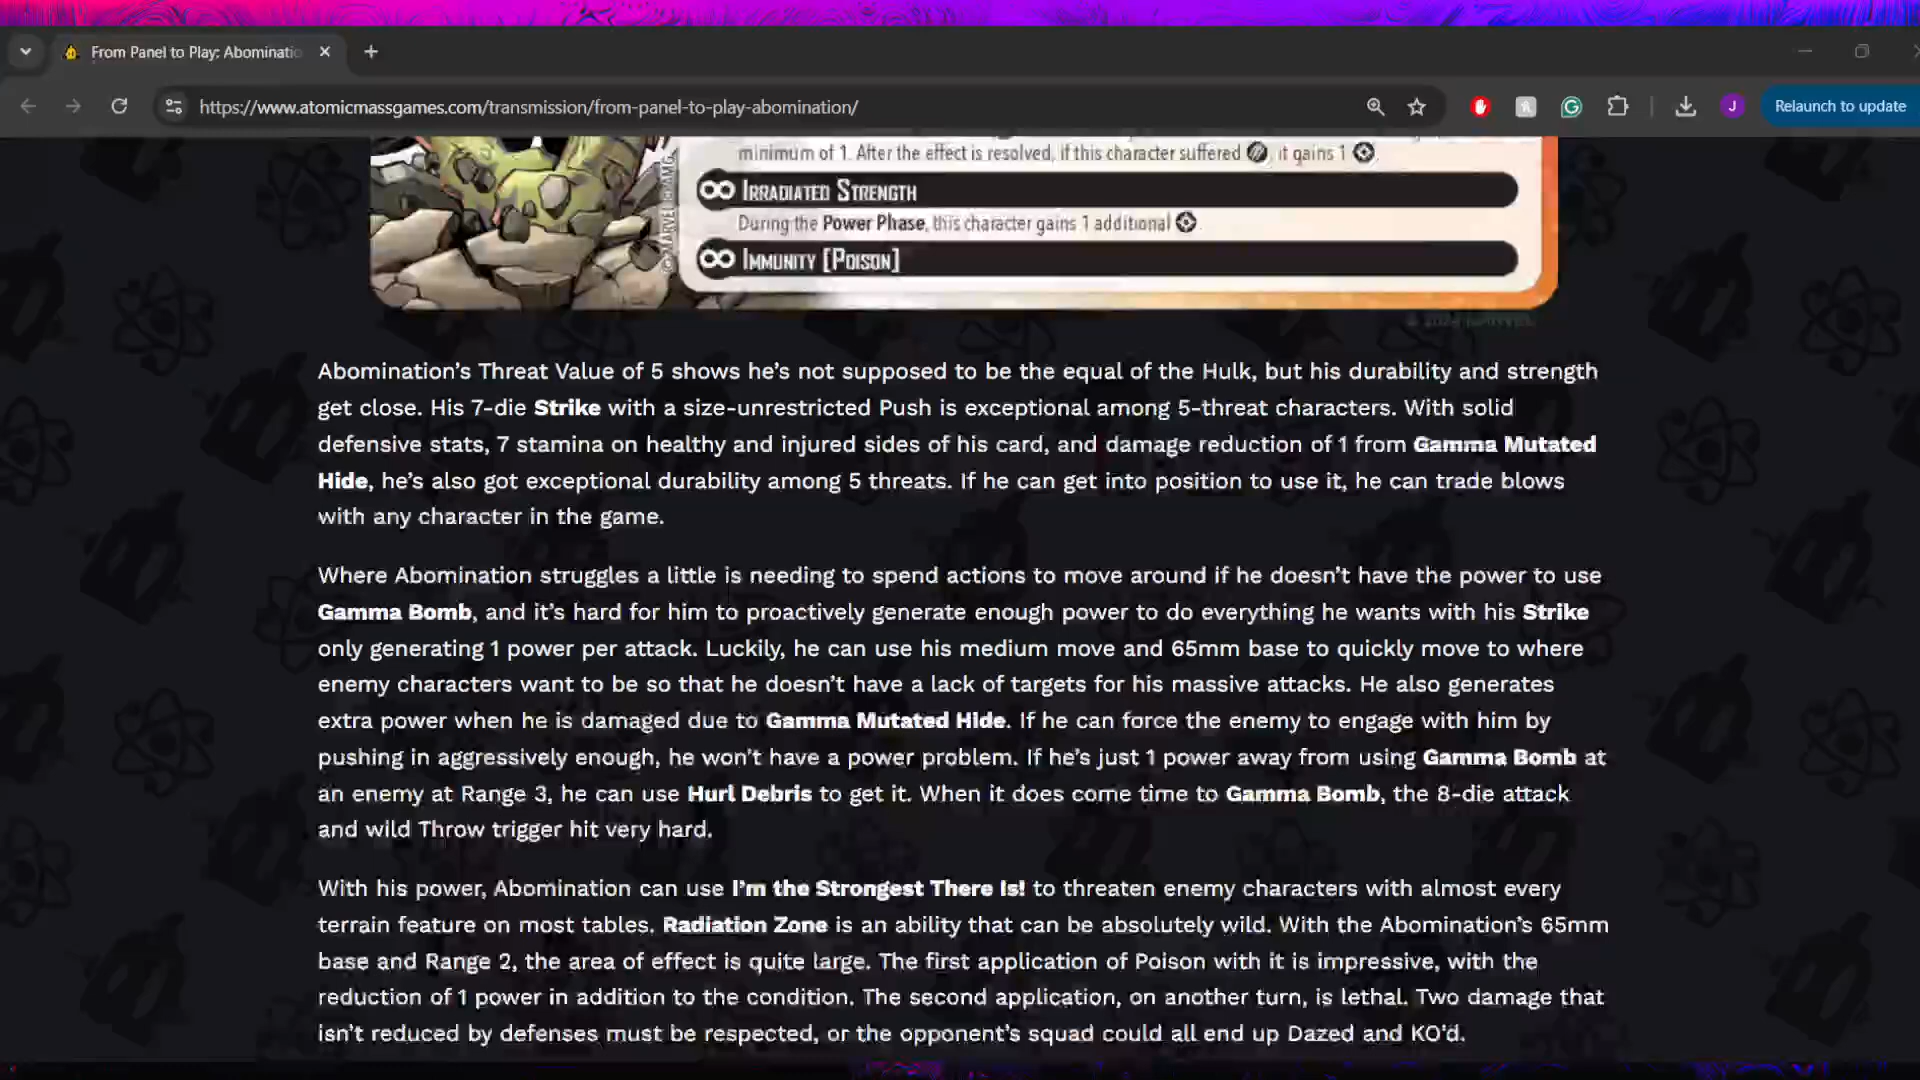 From Panel to Play: Abominatio
https://www.atomicmassgames.com/transmission/from-panel-to-play-abomination/
J
Relaunch to update
minimum of 1. After the effect is resolved, if this character suffered , it gains 1
∞ IRRADIATED STRENGTH
During the Power Phase, this character gains 1 additional .
∞ IMMUNITY [POISON]
Abomination’s Threat Value of 5 shows he’s not supposed to be the equal of the Hulk, but his durability and strength
get close. His 7-die Strike with a size-unrestricted Push is exceptional among 5-threat characters. With solid
defensive stats, 7 stamina on healthy and injured sides of his card, and damage reduction of 1 from Gamma Mutated
Hide, he’s also got exceptional durability among 5 threats. If he can get into position to use it, he can trade blows
with any character in the game.
Where Abomination struggles a little is needing to spend actions to move around if he doesn’t have the power to use
Gamma Bomb, and it’s hard for him to proactively generate enough power to do everything he wants with his Strike
only generating 1 power per attack. Luckily, he can use his medium move and 65mm base to quickly move to where
enemy characters want to be so that he doesn’t have a lack of targets for his massive attacks. He also generates
extra power when he is damaged due to Gamma Mutated Hide. If he can force the enemy to engage with him by
pushing in aggressively enough, he won’t have a power problem. If he’s just 1 power away from using Gamma Bomb at
an enemy at Range 3, he can use Hurl Debris to get it. When it does come time to Gamma Bomb, the 8-die attack
and wild Throw trigger hit very hard.
With his power, Abomination can use I’m the Strongest There Is! to threaten enemy characters with almost every
terrain feature on most tables. Radiation Zone is an ability that can be absolutely wild. With the Abomination’s 65mm
base and Range 2, the area of effect is quite large. The first application of Poison with it is impressive, with the
reduction of 1 power in addition to the condition. The second application, on another turn, is lethal. Two damage that
isn’t reduced by defenses must be respected, or the opponent’s squad could all end up Dazed and KO’d.